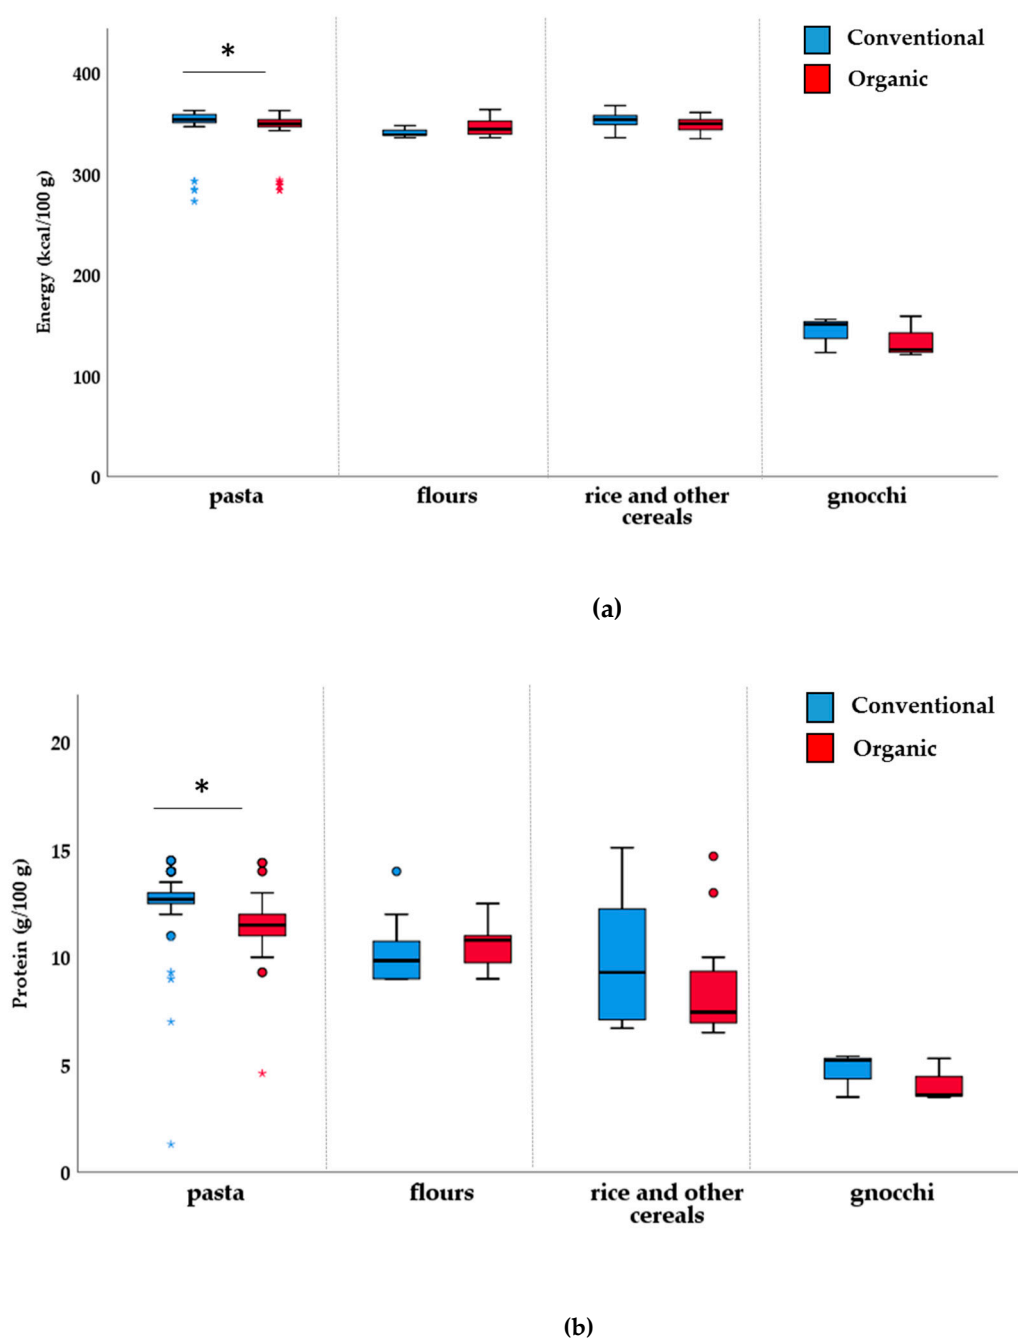 Conventional
Organic
*
400
300
200
100
0
Energy (kcal/100 g)
pasta
flours
rice and other
cereals
gnocchi
(a)
Conventional
Organic
*
20
15
10
5
0
Protein (g/100 g)
pasta
flours
rice and other
cereals
gnocchi
(b)